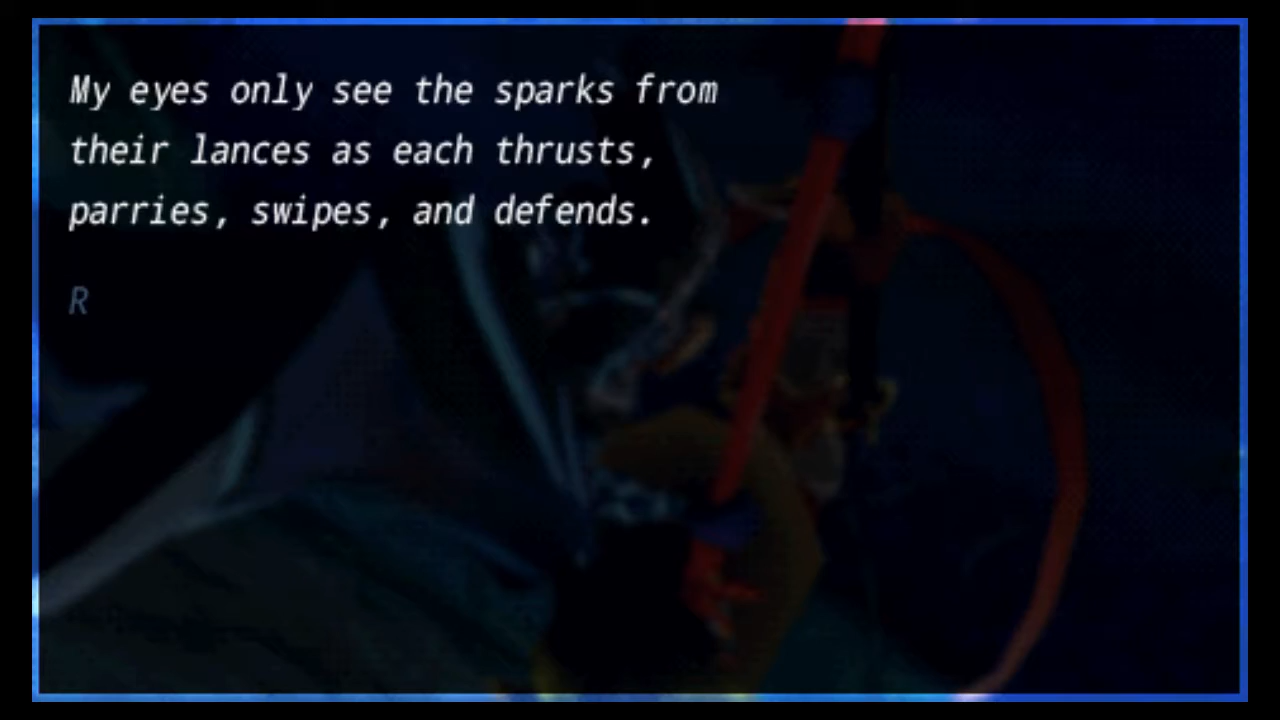 My eyes only see the sparks from
their lances as each thrusts,
parries, swipes, and defends.
R